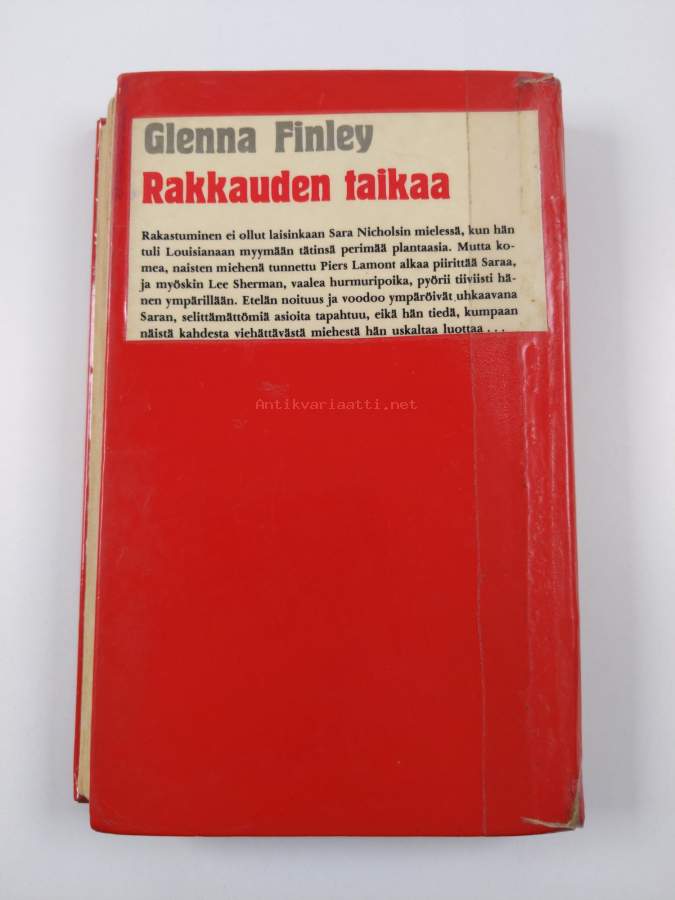 Glenna Finley
Rakkauden taikaa
Rakastuminen ei ollut laisinkaan Sara Nicholsin mielessä, kun hän
tuli Louisianaan myymään tätinsä perimää plantaasia. Mutta ko-
mea, naisten miehenä tunnettu Piers Lamont alkaa piirittää Saraa,
ja myöskin Lee Sherman, vaalea hurmuripoika, pyörii tiiviisti hä-
nen ympärillään. Etelän noituus ja voodoo ympäröivät uhkaavana
Saran, selittämättömiä asioita tapahtuu, eikä hän tiedä, kumpaan
näistä kahdesta viehättävästä miehestä hän uskaltaa luottaa . . .
Antikvariaatti.net